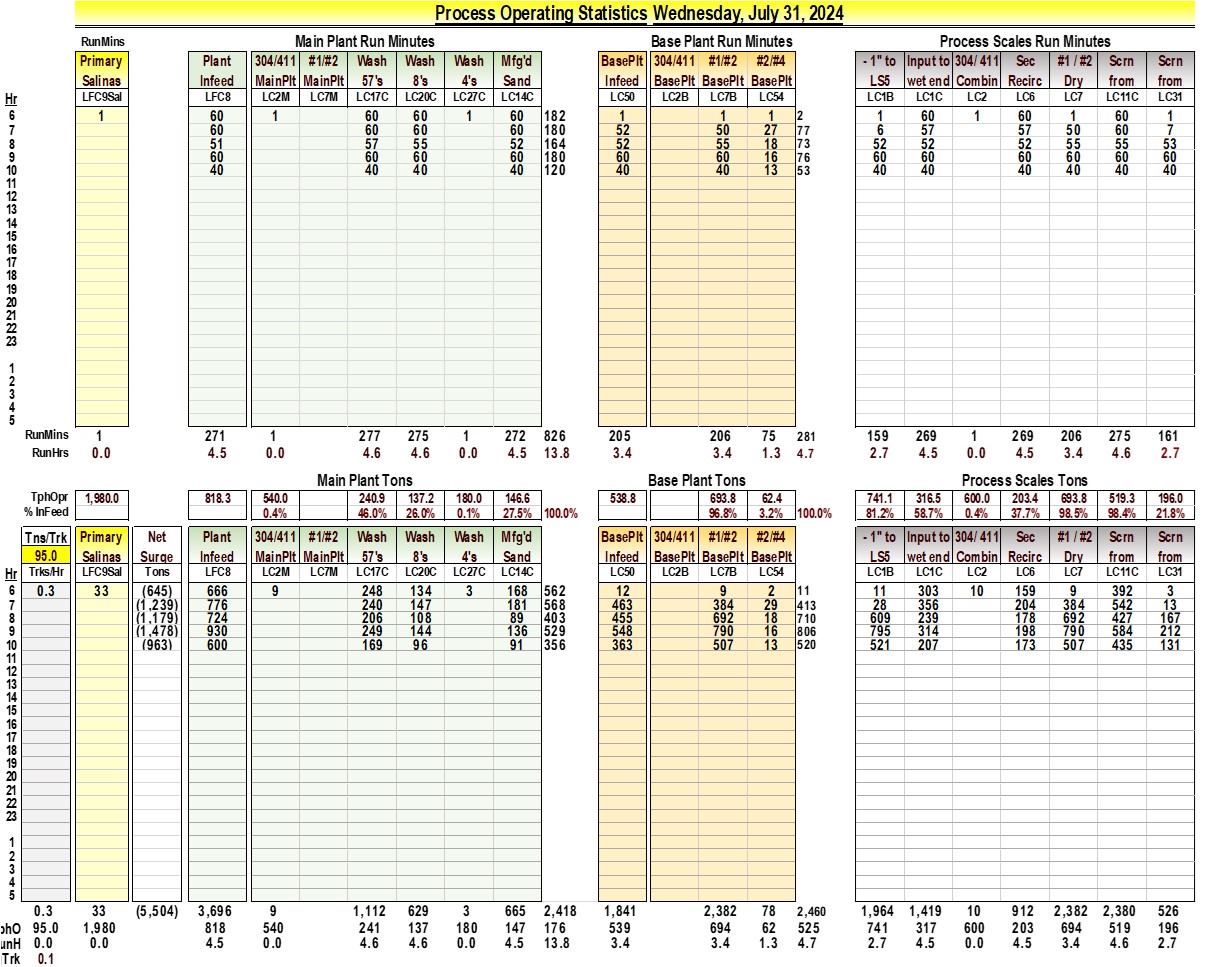 Process Operating Statistics Wednesday, July 31, 2024
RunMins Main Plant Run Minutes Base Plant Run Minutes Process Scales Run Minutes
Primary Plant 304/411 #1/#2 Wash Wash Wash Mfg'd BasePlt 304/411 #1/#2 #2/#4 - 1" to Input to 304/ 411 Sec #1 / #2 Scrn Scrn
Salinas Infeed MainPlt MainPlt 57's 8's 4's Sand Infeed BasePlt BasePlt BasePlt LS5 wet end Combin Recirc Dry from from
Hr LFC9Sal LFC8 LC2M LC7M LC17C LC20C LC27C LC14C LC50 LC2B LC7B LC54 LC1B LC1C LC2 LC6 LC7 LC11C LC31
6 1 60 1 60 60 1 60 182 1 1 1 2 1 60 1 60 1 60 1
7 60 60 60 60 180 52 50 27 77 6 57 57 50 60 7
8 51 57 55 52 164 52 55 18 73 52 52 52 55 55 53
9 60 60 60 60 180 60 60 16 76 60 60 60 60 60 60
10 40 40 40 40 120 40 40 13 53 40 40 40 40 40 40
11
12
13
14
15
16
17
18
19
20
21
22
23
1
2
3
4
5
RunMins 1 271 1 277 275 1 272 826 205 206 75 281 159 269 1 269 206 275 161
RunHrs 0.0 4.5 0.0 4.6 4.6 0.0 4.5 13.8 3.4 3.4 1.3 4.7 2.7 4.5 0.0 4.5 3.4 4.6 2.7
Main Plant Tons Base Plant Tons Process Scales Tons
TphOpr 1,980.0 818.3 540.0 240.9 137.2 180.0 146.6 538.8 693.8 62.4 741.1 316.5 600.0 203.4 693.8 519.3 196.0
% InFeed 0.4% 46.0% 26.0% 0.1% 27.5% 100.0% 96.8% 3.2% 100.0% 81.2% 58.7% 0.4% 37.7% 98.5% 98.4% 21.8%
Tns/Trk Primary Net Plant 304/411 #1/#2 Wash Wash Wash Mfg'd BasePlt 304/411 #1/#2 #2/#4 - 1" to Input to 304/ 411 Sec #1 / #2 Scrn Scrn
95.0 Salinas Surge Infeed MainPlt MainPlt 57's 8's 4's Sand Infeed BasePlt BasePlt BasePlt LS5 wet end Combin Recirc Dry from from
Hr Trks/Hr LFC9Sal Tons LFC8 LC2M LC7M LC17C LC20C LC27C LC14C LC50 LC2B LC7B LC54 LC1B LC1C LC2 LC6 LC7 LC11C LC31
6 0.3 33 (645) 666 9 248 134 3 168 562 12 9 2 11 11 303 10 159 9 392 3
7 (1,239) 776 240 147 181 568 463 384 29 413 28 356 204 384 542 13
8 (1,179) 724 206 108 89 403 455 692 18 710 609 239 178 692 427 167
9 (1,478) 930 249 144 136 529 548 790 16 806 795 314 198 790 584 212
10 (963) 600 169 96 91 356 363 507 13 520 521 207 173 507 435 131
11
12
13
14
15
16
17
18
19
20
21
22
23
1
2
3
4
5
0.3 33 (5,504) 3,696 9 1,112 629 3 665 2,418 1,841 2,382 78 2,460 1,964 1,419 10 912 2,382 2,380 526
phO 95.0 1,980 818 540 241 137 180 147 176 539 694 62 525 741 317 600 203 694 519 196
unH 0.0 0.0 4.5 0.0 4.6 4.6 0.0 4.5 13.8 3.4 3.4 1.3 4.7 2.7 4.5 0.0 4.5 3.4 4.6 2.7
Trk 0.1